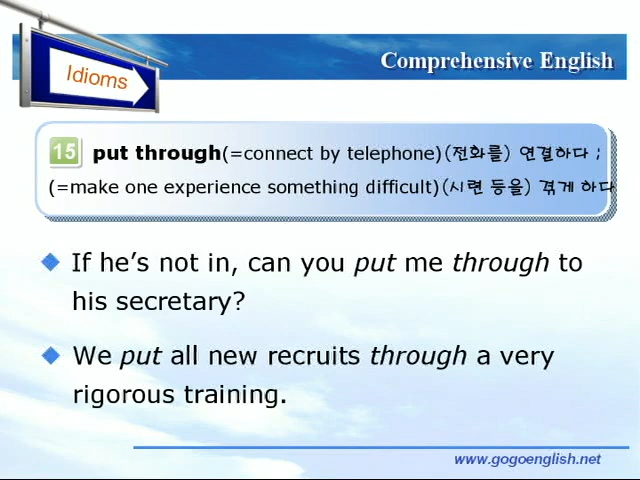 Idioms
Comprehensive English
15 put through(=connect by telephone)(전화를) 연결하다 ;
(=make one experience something difficult)(시련 등을) 겪게 하다
If he’s not in, can you put me through to
his secretary?
We put all new recruits through a very
rigorous training.
www.gogoenglish.net